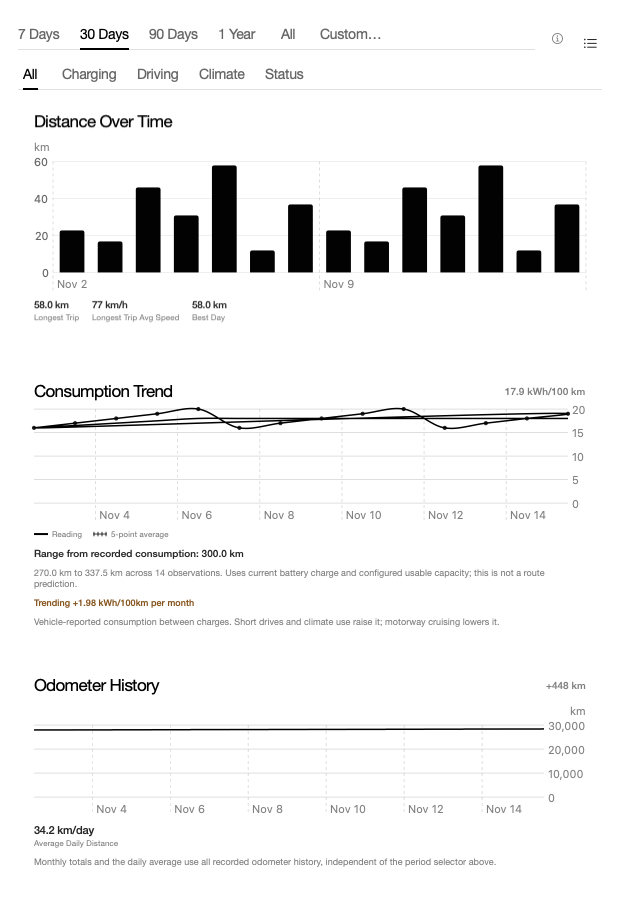 7 Days 30 Days 90 Days 1 Year All Custom...
All Charging Driving Climate Status
Distance Over Time
km
60
40
20
0
Nov 2 Nov 9
58.0 km 77 km/h 58.0 km
Longest Trip Longest Trip Avg Speed Best Day
Consumption Trend 17.9 kWh/100 km
20
15
10
5
0
Nov 4 Nov 6 Nov 8 Nov 10 Nov 12 Nov 14
Reading 5-point average
Range from recorded consumption: 300.0 km
270.0 km to 337.5 km across 14 observations. Uses current battery charge and configured usable capacity; this is not a route
prediction.
Trending +1.98 kWh/100km per month
Vehicle-reported consumption between charges. Short drives and climate use raise it; motorway cruising lowers it.
Odometer History +448 km
km
30,000
20,000
10,000
0
Nov 4 Nov 6 Nov 8 Nov 10 Nov 12 Nov 14
34.2 km/day
Average Daily Distance
Monthly totals and the daily average use all recorded odometer history, independent of the period selector above.